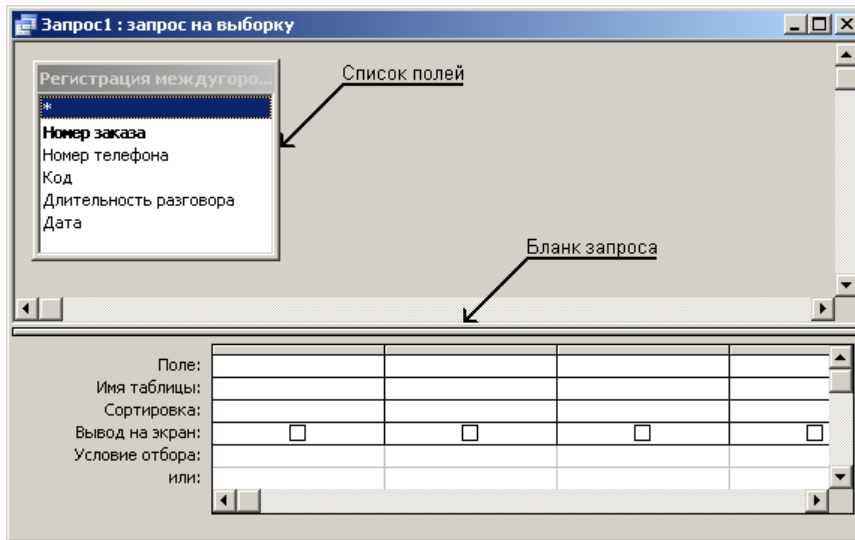 Запрос1 : запрос на выборку
Регистрация междугоро...
Список полей
*
Номер заказа
Номер телефона
Код
Длительность разговора
Дата
Бланк запроса
Поле:
Имя таблицы:
Сортировка:
Вывод на экран:
Условие отбора:
или: